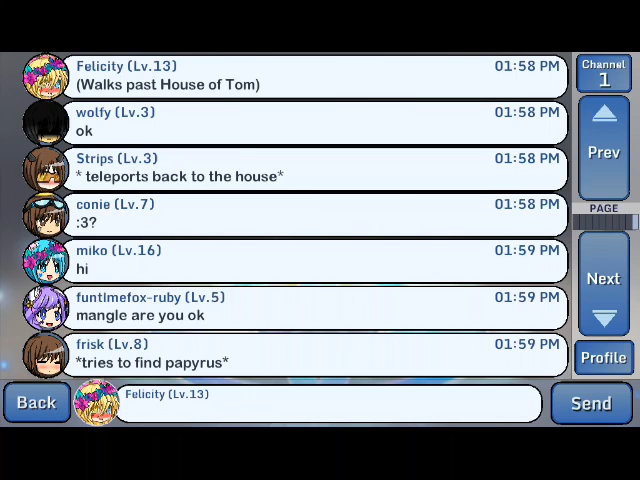 Felicity (Lv.13) 01:58 PM
(Walks past House of Tom)
wolfy (Lv.3) 01:58 PM
ok
Strips (Lv.3) 01:58 PM
* teleports back to the house*
conie (Lv.7) 01:58 PM
:3?
miko (Lv.16) 01:59 PM
hi
funtImefox-ruby (Lv.5) 01:59 PM
mangle are you ok
frisk (Lv.8) 01:59 PM
*tries to find papyrus*
Channel
1
Prev
PAGE
Next
Profile
Back
Felicity (Lv.13)
Send